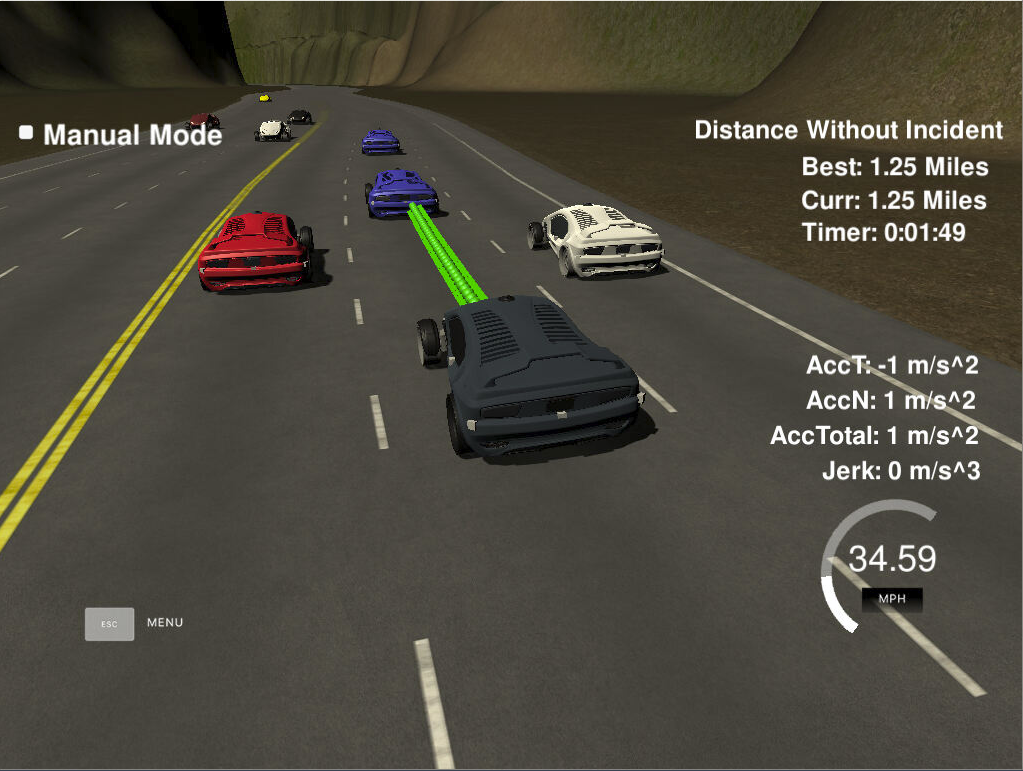 Manual Mode
Distance Without Incident
Best: 1.25 Miles
Curr: 1.25 Miles
Timer: 0:01:49
AccT: -1 m/s^2
AccN: 1 m/s^2
AccTotal: 1 m/s^2
Jerk: 0 m/s^3
34.59
MPH
ESC MENU